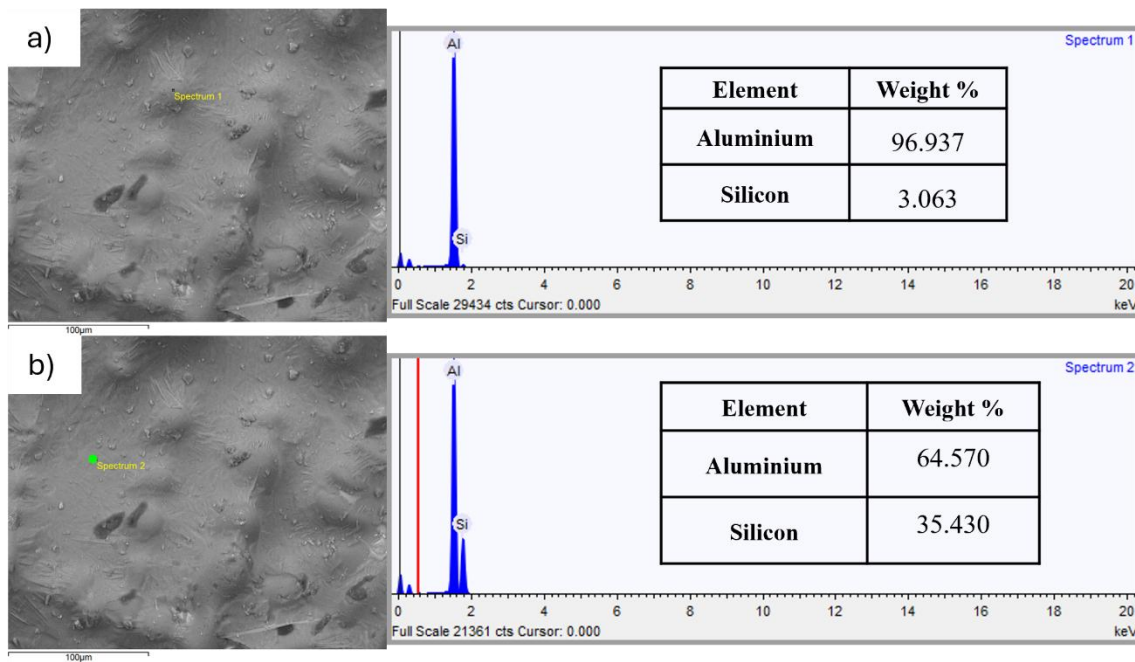 a)
Spectrum 1
100µm
Spectrum 1
Al
Si
Element Weight %
Aluminium 96.937
Silicon 3.063
0 2 4 6 8 10 12 14 16 18 20
Full Scale 29434 cts Cursor: 0.000 keV
b)
Spectrum 2
100µm
Spectrum 2
Al
Si
Element Weight %
Aluminium 64.570
Silicon 35.430
0 2 4 6 8 10 12 14 16 18 20
Full Scale 21361 cts Cursor: 0.000 keV